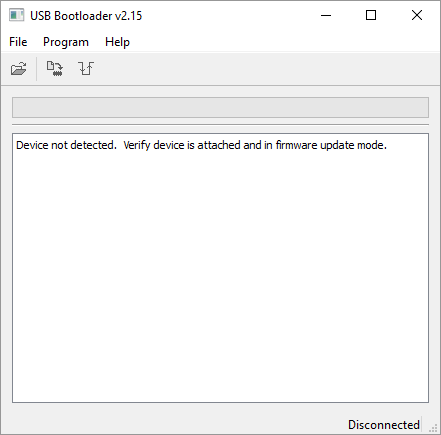 USB Bootloader v2.15
File Program Help
Device not detected.  Verify device is attached and in firmware update mode.
Disconnected